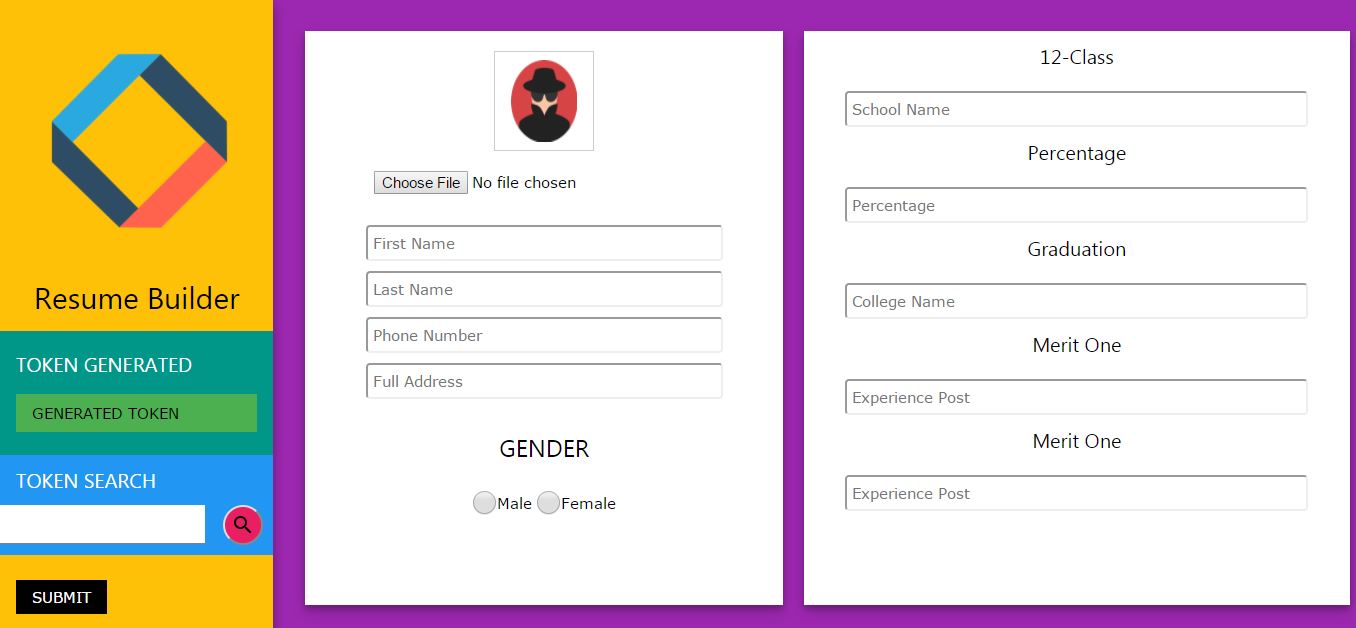 Resume Builder
TOKEN GENERATED
GENERATED TOKEN
TOKEN SEARCH
SUBMIT
Choose File No file chosen
First Name
Last Name
Phone Number
Full Address
GENDER
Male Female
12-Class
School Name
Percentage
Percentage
Graduation
College Name
Merit One
Experience Post
Merit One
Experience Post